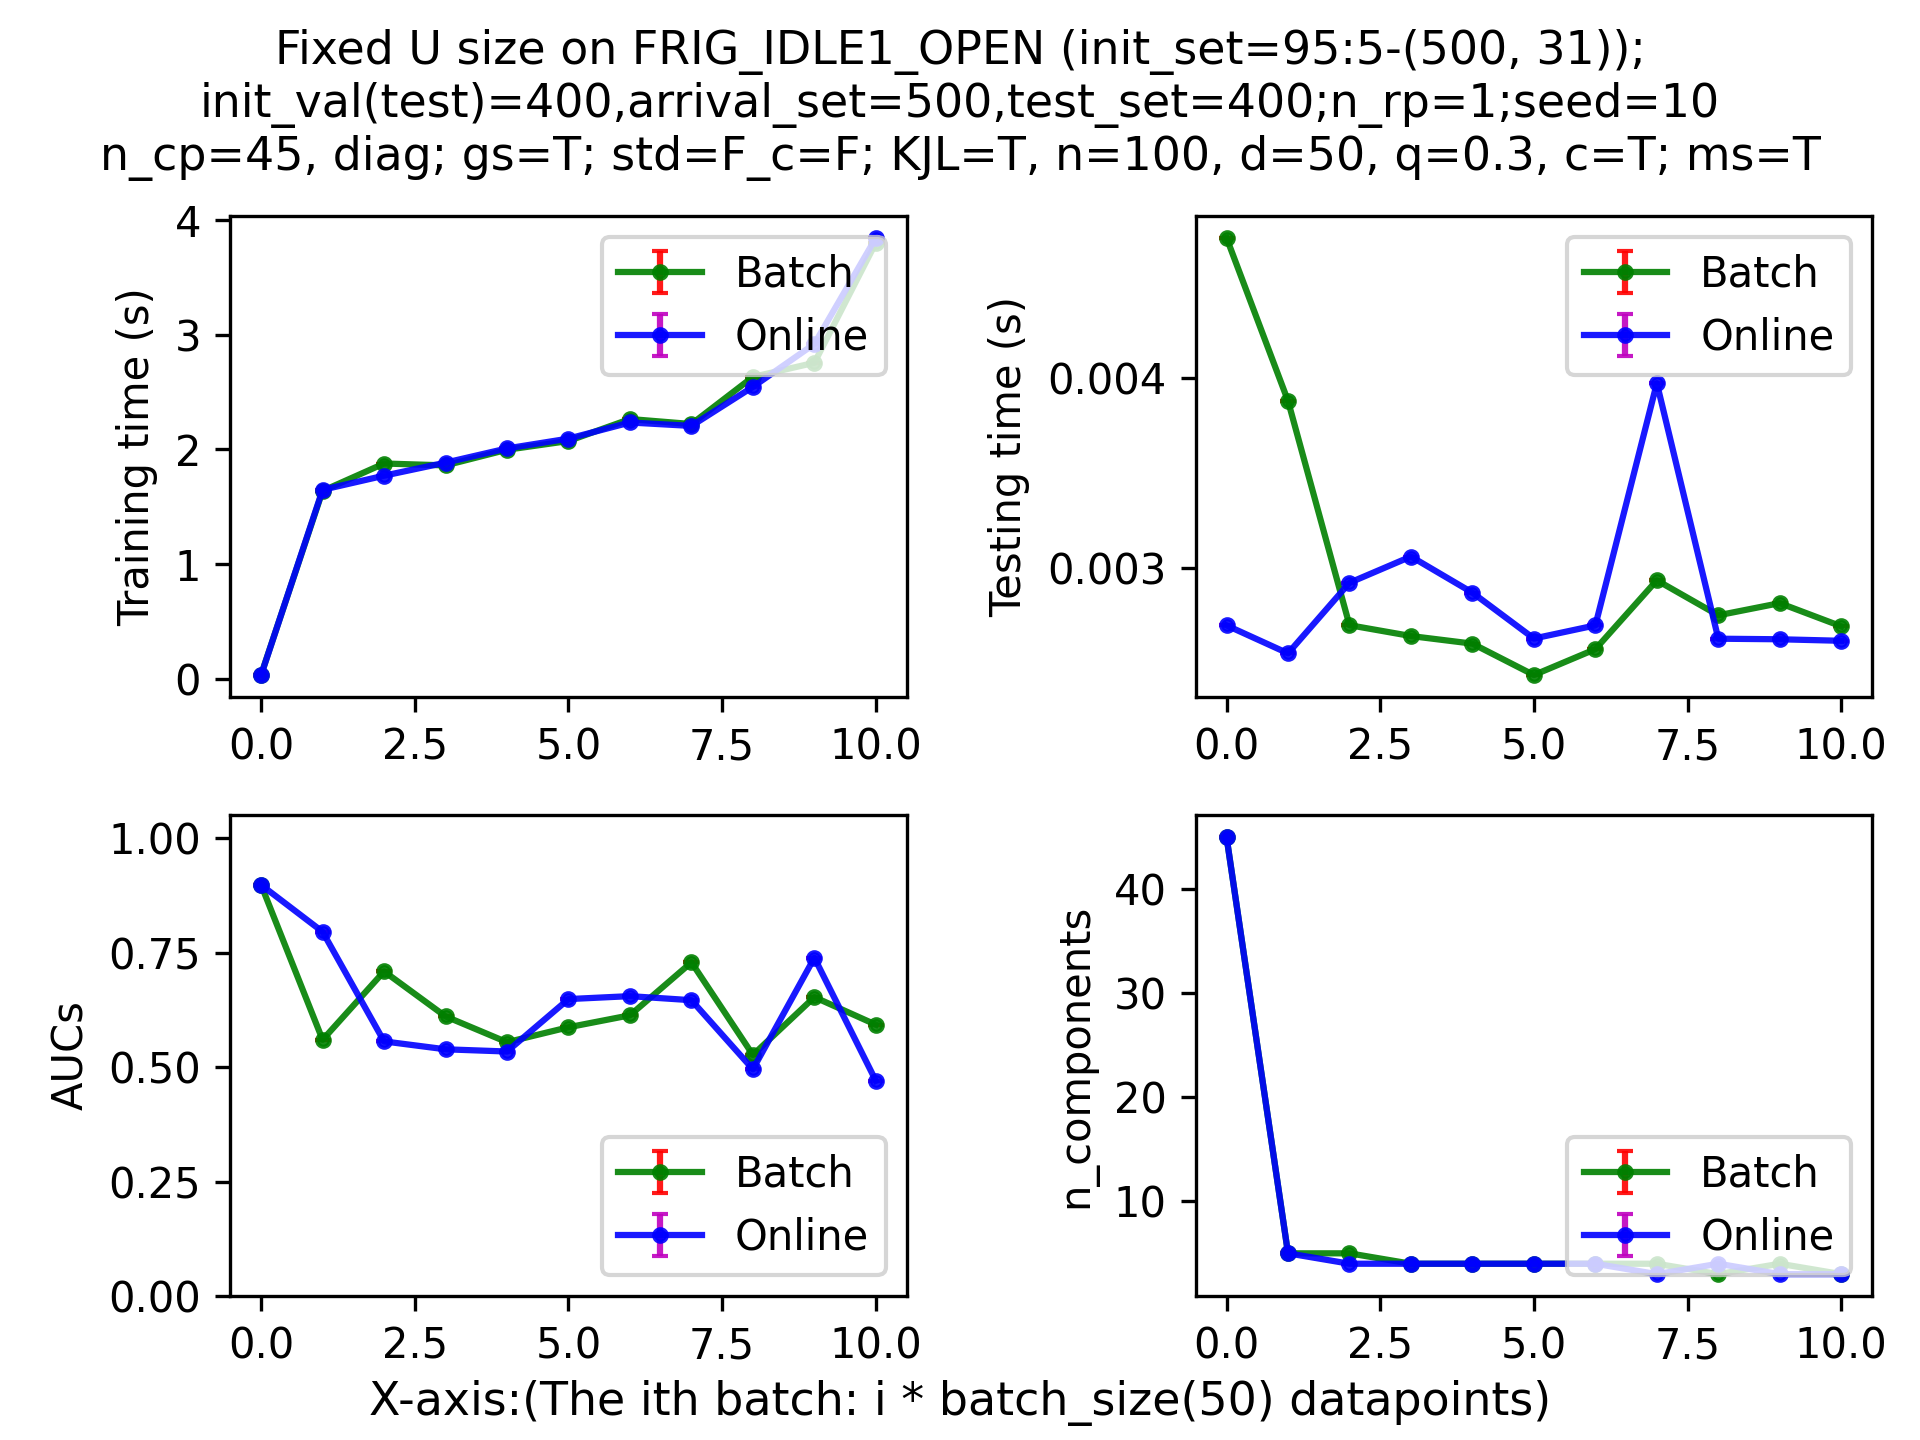 Fixed U size on FRIG_IDLE1_OPEN (init_set=95:5-(500, 31));
init_val(test)=400,arrival_set=500,test_set=400;n_rp=1;seed=10
n_cp=45, diag; gs=T; std=F_c=F; KJL=T, n=100, d=50, q=0.3, c=T; ms=T
Training time (s)
4
3
2
1
0
Batch
Online
0.0 2.5 5.0 7.5 10.0
Testing time (s)
0.004
0.003
Batch
Online
0.0 2.5 5.0 7.5 10.0
AUCs
1.00
0.75
0.50
0.25
0.00
Batch
Online
0.0 2.5 5.0 7.5 10.0
n_components
40
30
20
10
Batch
Online
0.0 2.5 5.0 7.5 10.0
X-axis:(The ith batch: i * batch_size(50) datapoints)